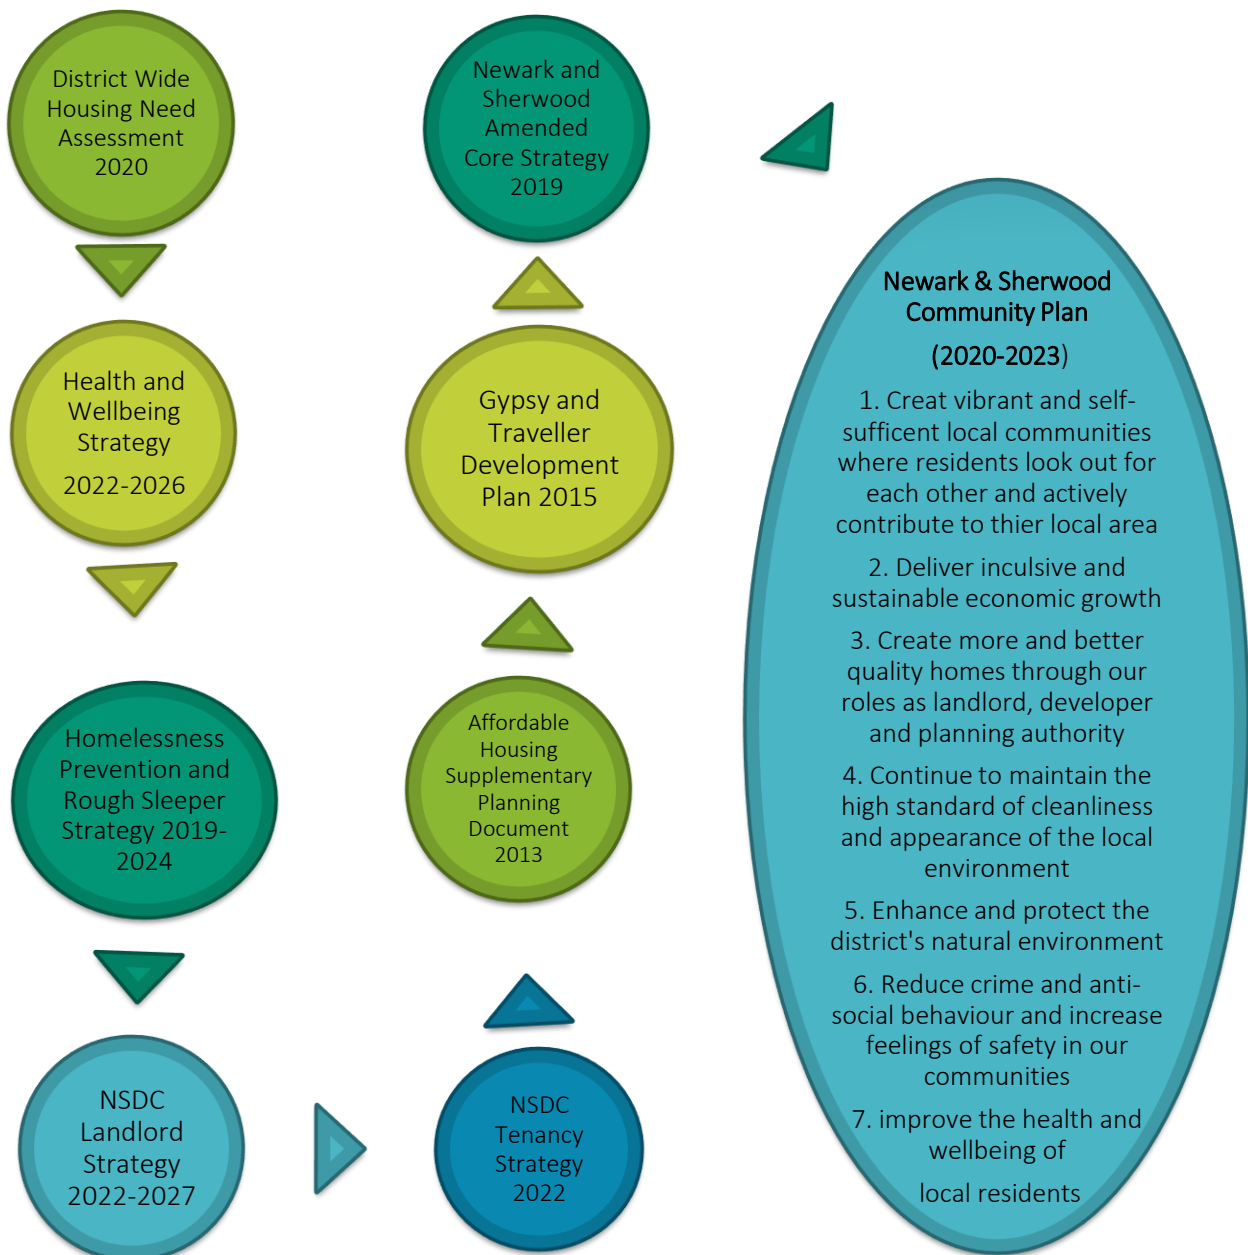 District Wide
Housing Need
Assessment
2020
Health and
Wellbeing
Strategy
2022-2026
Homelessness
Prevention and
Rough Sleeper
Strategy 2019-
2024
NSDC
Landlord
Strategy
2022-2027
NSDC
Tenancy
Strategy
2022
Affordable
Housing
Supplementary
Planning
Document
2013
Gypsy and
Traveller
Development
Plan 2015
Newark and
Sherwood
Amended
Core Strategy
2019
Newark & Sherwood
Community Plan
(2020-2023)
1. Creat vibrant and self-
sufficent local communities
where residents look out for
each other and actively
contribute to thier local area
2. Deliver inculsive and
sustainable economic growth
3. Create more and better
quality homes through our
roles as landlord, developer
and planning authority
4. Continue to maintain the
high standard of cleanliness
and appearance of the local
environment
5. Enhance and protect the
district's natural environment
6. Reduce crime and anti-
social behaviour and increase
feelings of safety in our
communities
7. improve the health and
wellbeing of
local residents